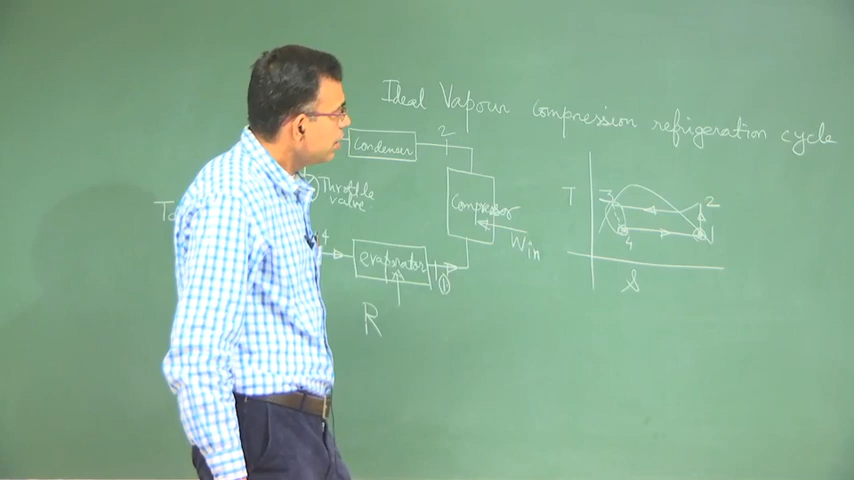 Ideal Vapour compression refrigeration cycle
Condenser
2
Throttle
valve
Compressor
Win
4
evaporator
1
R
T
3
2
4
1
S